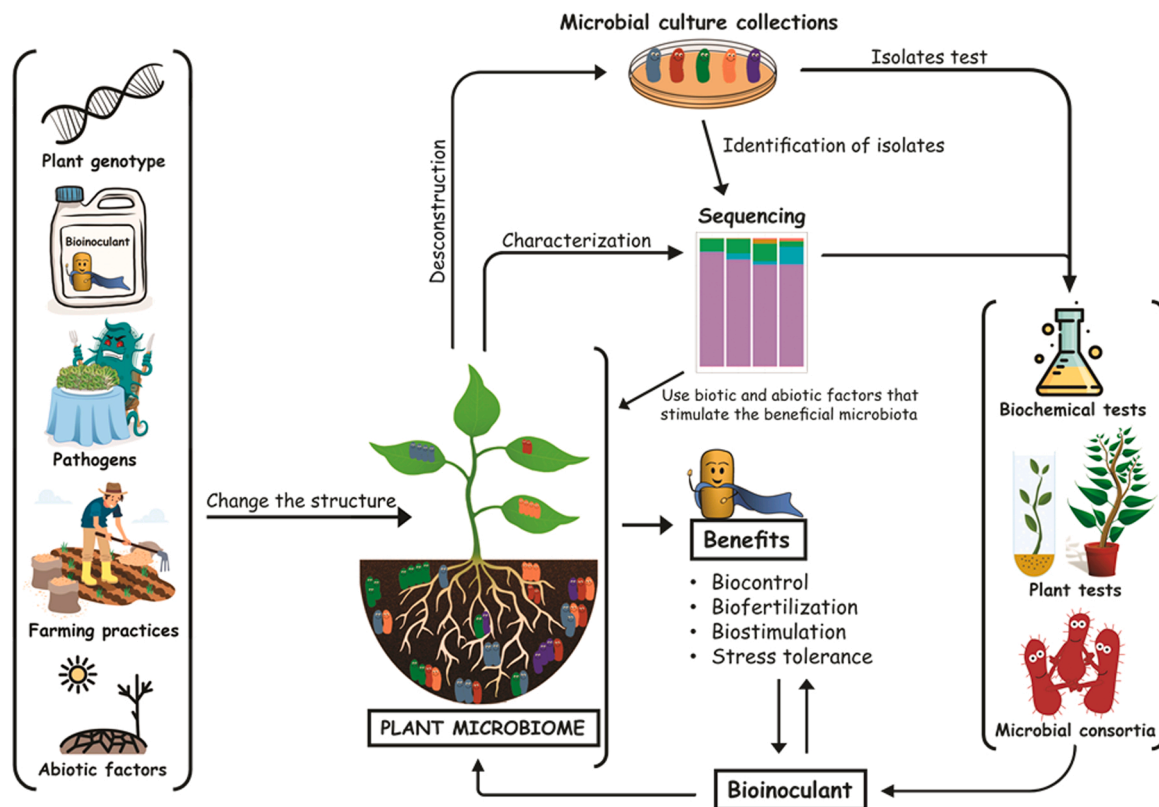 Microbial culture collections
Isolates test
Plant genotype
Identification of isolates
Desconstruction
Sequencing
Characterization
Bioinoculant
Use biotic and abiotic factors that
stimulate the beneficial microbiota
Biochemical tests
Pathogens
Change the structure
Benefits
• Biocontrol
• Biofertilization
• Biostimulation
• Stress tolerance
Plant tests
Farming practices
PLANT MICROBIOME
Microbial consortia
Abiotic factors
Bioinoculant